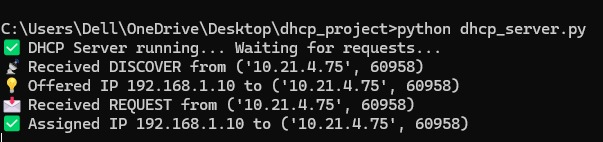 C:\Users\Dell\OneDrive\Desktop\dhcp_project>python dhcp_server.py
✅ DHCP Server running... Waiting for requests...
📡 Received DISCOVER from ('10.21.4.75', 60958)
💡 Offered IP 192.168.1.10 to ('10.21.4.75', 60958)
📩 Received REQUEST from ('10.21.4.75', 60958)
✅ Assigned IP 192.168.1.10 to ('10.21.4.75', 60958)